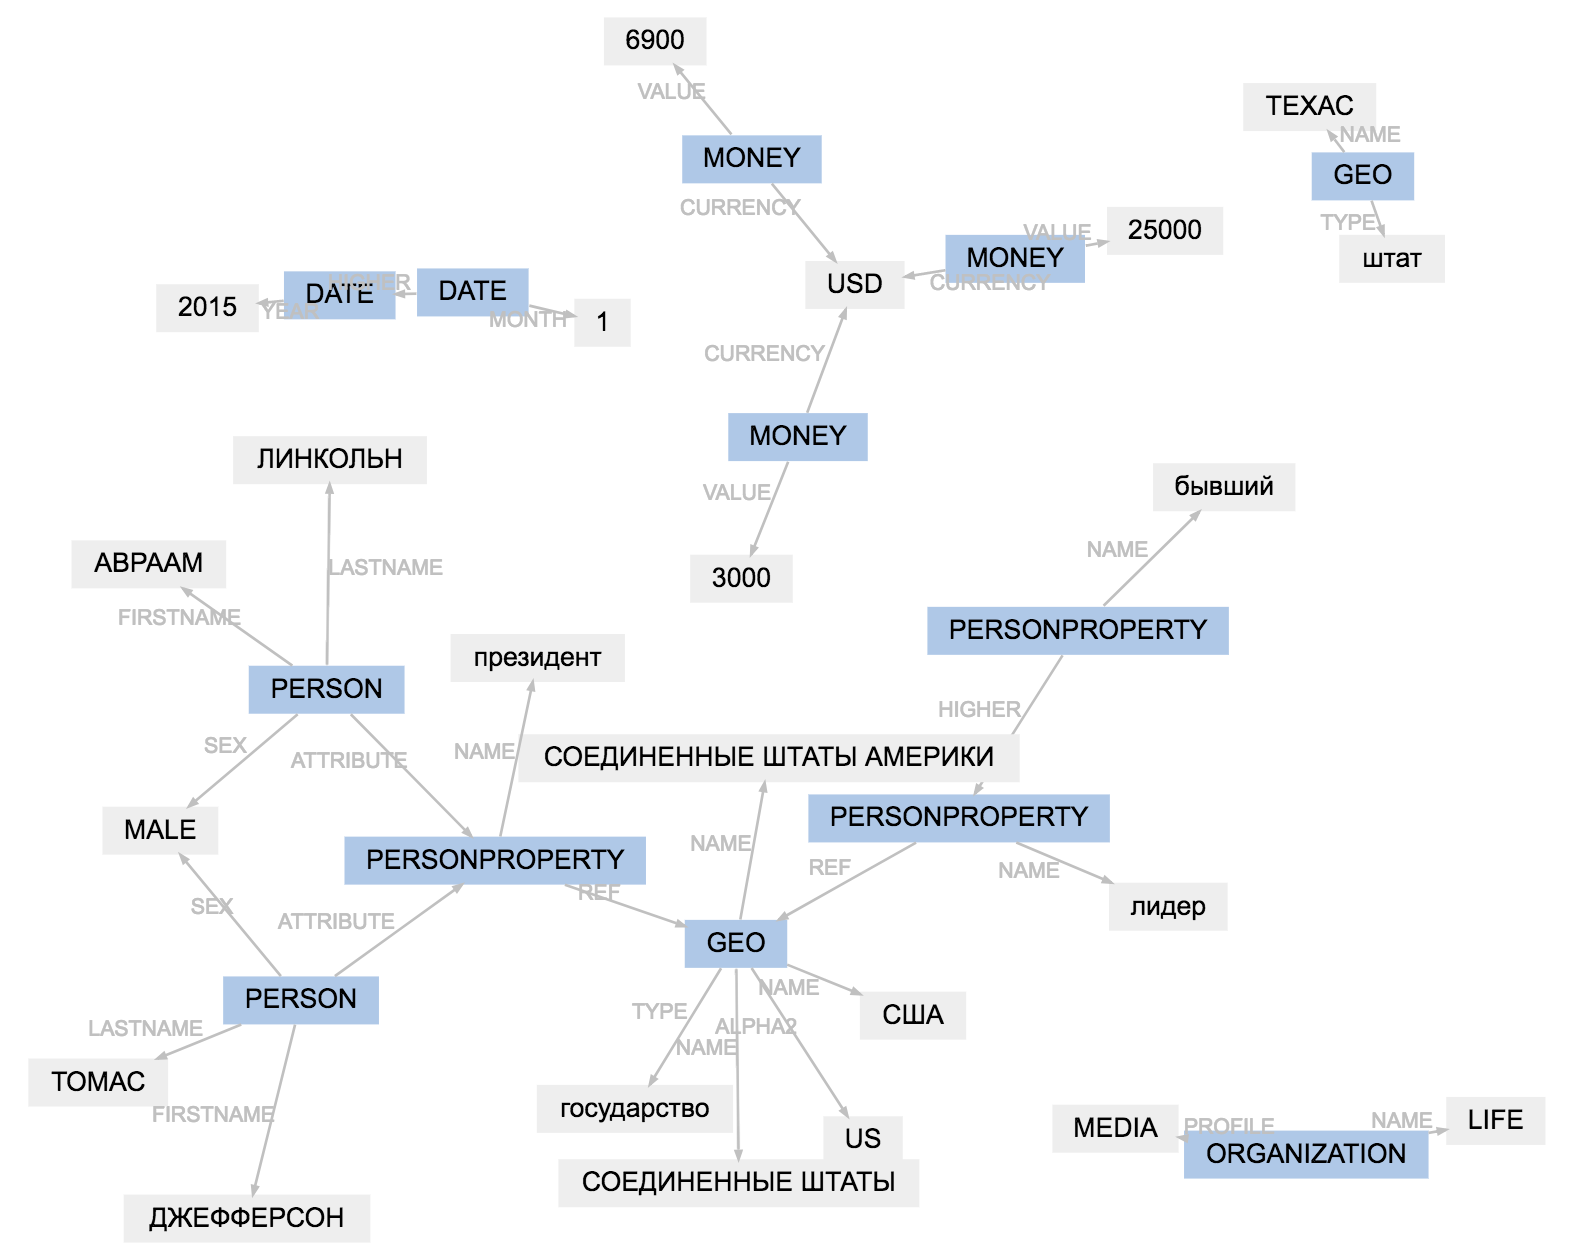 6900
VALUE
MONEY
CURRENCY
ТЕХАС
NAME
GEO
TYPE
штат
25000
VALUE
MONEY
CURRENCY
USD
2015
YEAR
DATE
HIGHER
DATE
MONTH
1
CURRENCY
MONEY
VALUE
3000
ЛИНКОЛЬН
LASTNAME
АВРААМ
FIRSTNAME
PERSON
SEX
ATTRIBUTE
MALE
SEX
ATTRIBUTE
президент
NAME
PERSONPROPERTY
REF
бывший
NAME
PERSONPROPERTY
HIGHER
СОЕДИНЕННЫЕ ШТАТЫ АМЕРИКИ
PERSONPROPERTY
NAME
REF
NAME
лидер
GEO
NAME
США
TYPE
ALPHA2
NAME
государство
US
СОЕДИНЕННЫЕ ШТАТЫ
PERSON
LASTNAME
ТОМАС
FIRSTNAME
ДЖЕФФЕРСОН
MEDIA
PROFILE
NAME
LIFE
ORGANIZATION